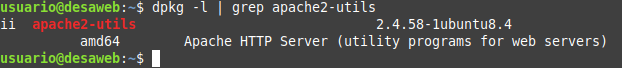 usuario@desaweb:~$ dpkg -l | grep apache2-utils
ii  apache2-utils                          2.4.58-1ubuntu8.4
          amd64        Apache HTTP Server (utility programs for web servers)
usuario@desaweb:~$